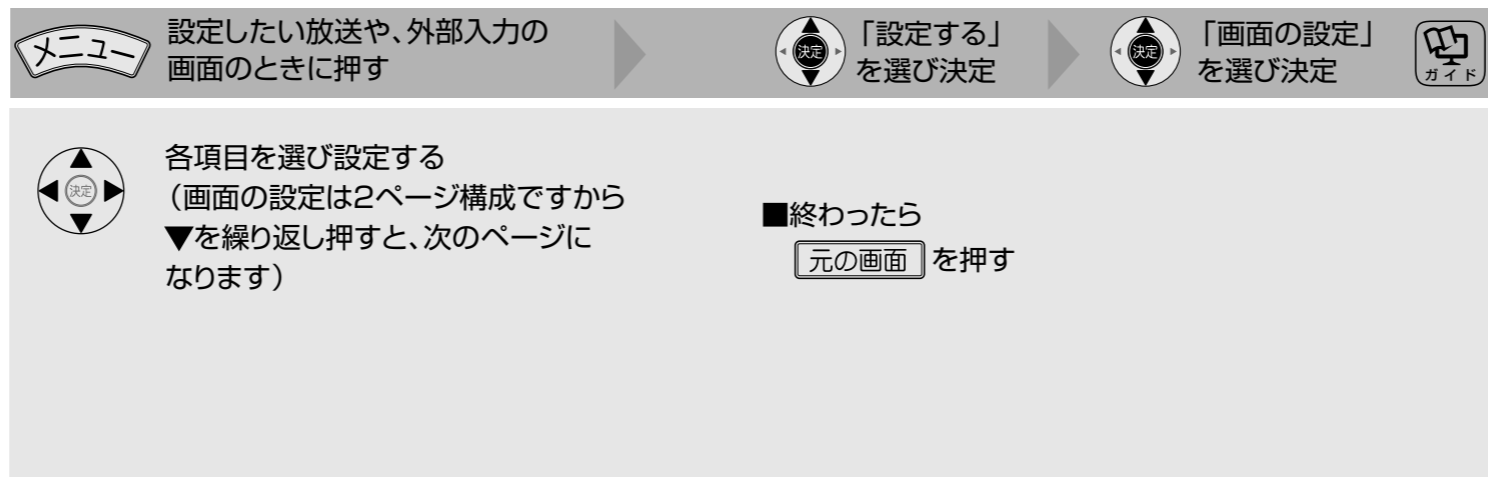 メニュー
設定したい放送や、外部入力の
画面のときに押す
決定
「設定する」
を選び決定
決定
「画面の設定」
を選び決定
ガイド
決定
各項目を選び設定する
（画面の設定は2ページ構成ですから
▼を繰り返し押すと、次のページに
なります）
■終わったら
元の画面 を押す